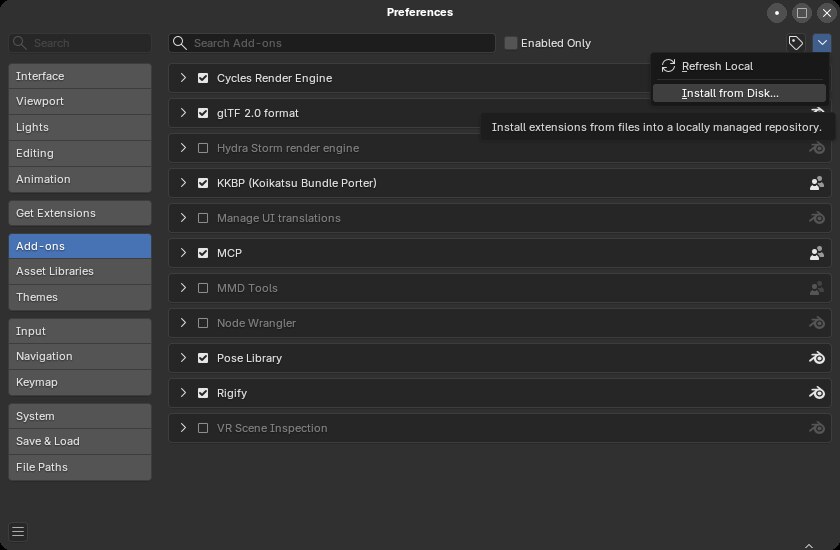 Preferences
Search
Search Add-ons
Enabled Only
Refresh Local
Install from Disk...
Install extensions from files into a locally managed repository.
Interface
Viewport
Lights
Editing
Animation
Get Extensions
Add-ons
Asset Libraries
Themes
Input
Navigation
Keymap
System
Save & Load
File Paths
Cycles Render Engine
glTF 2.0 format
Hydra Storm render engine
KKBP (Koikatsu Bundle Porter)
Manage UI translations
MCP
MMD Tools
Node Wrangler
Pose Library
Rigify
VR Scene Inspection